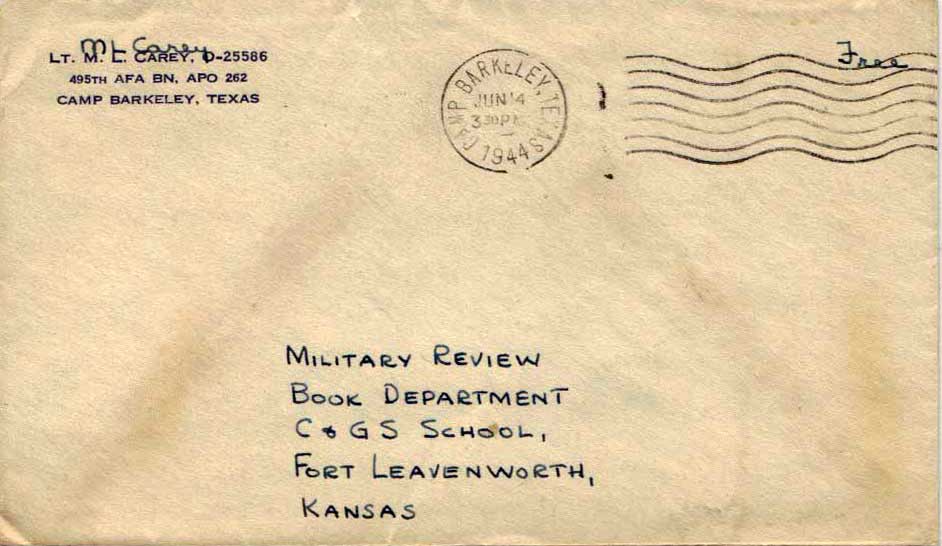 LT. M. L. CAREY, O-25586
M L Carey
495TH AFA BN, APO 262
CAMP BARKELEY, TEXAS
CAMP BARKELEY, TEXAS
JUN 14
3 30 PM
1944
Free
MILITARY REVIEW
BOOK DEPARTMENT
C & G S SCHOOL,
FORT LEAVENWORTH,
KANSAS